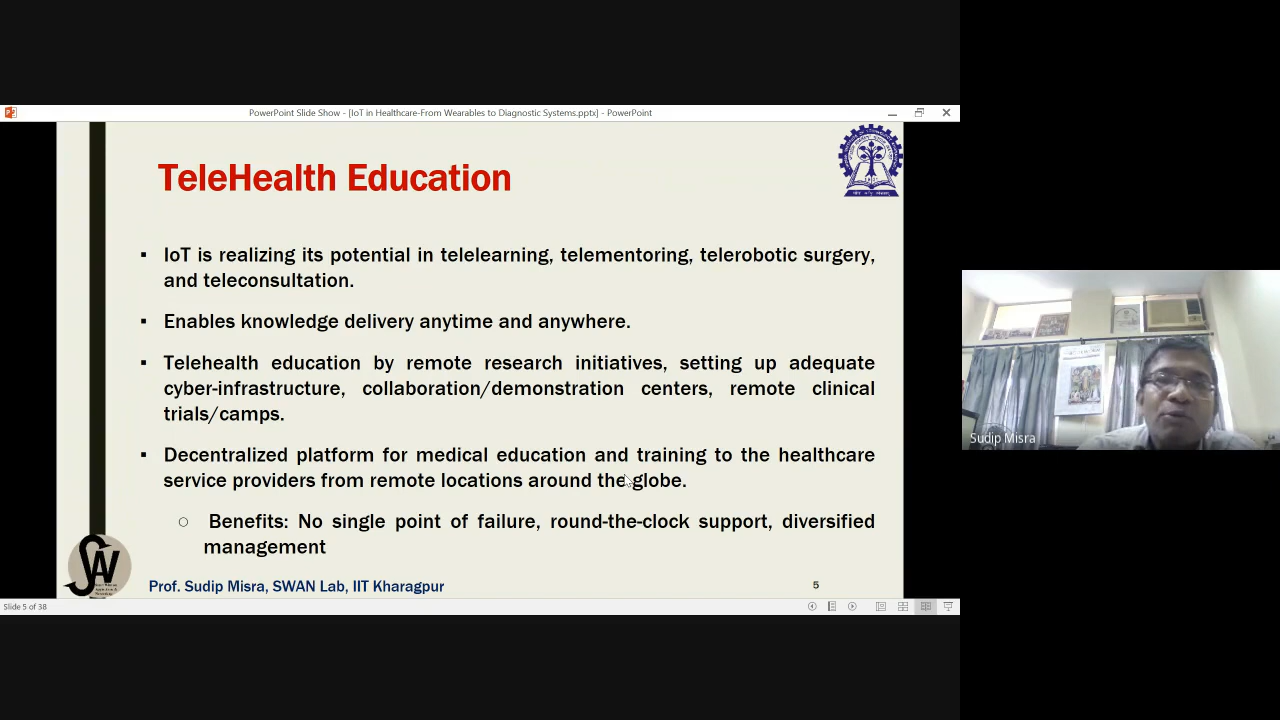 PowerPoint Slide Show - [IoT in Healthcare-From Wearables to Diagnostic Systems.pptx] - PowerPoint
TeleHealth Education
▪ IoT is realizing its potential in telelearning, telementoring, telerobotic surgery,
and teleconsultation.
▪ Enables knowledge delivery anytime and anywhere.
▪ Telehealth education by remote research initiatives, setting up adequate
cyber-infrastructure, collaboration/demonstration centers, remote clinical
trials/camps.
▪ Decentralized platform for medical education and training to the healthcare
service providers from remote locations around the globe.
○ Benefits: No single point of failure, round-the-clock support, diversified
management
Prof. Sudip Misra, SWAN Lab, IIT Kharagpur
5
Slide 5 of 38
Sudip Misra